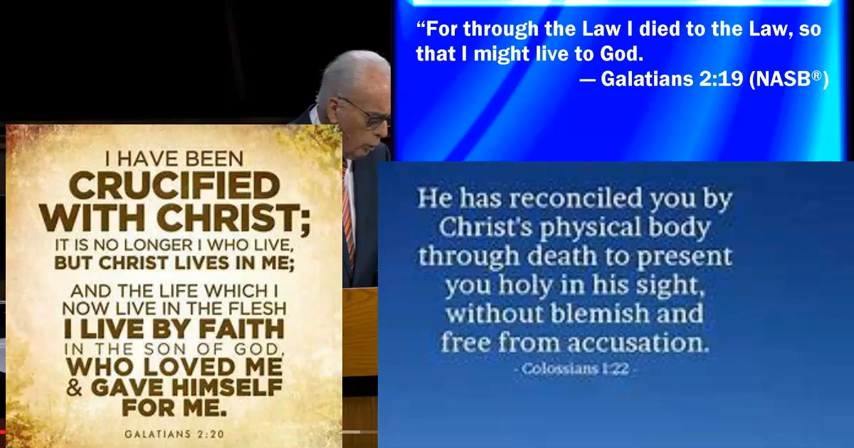 “For through the Law I died to the Law, so
that I might live to God.
— Galatians 2:19 (NASB®)
I HAVE BEEN
CRUCIFIED
WITH CHRIST;
IT IS NO LONGER I WHO LIVE,
BUT CHRIST LIVES IN ME;
AND THE LIFE WHICH I
NOW LIVE IN THE FLESH
I LIVE BY FAITH
IN THE SON OF GOD,
WHO LOVED ME
& GAVE HIMSELF
FOR ME.
GALATIANS 2:20
He has reconciled you by
Christ's physical body
through death to present
you holy in his sight,
without blemish and
free from accusation.
- Colossians 1:22 -